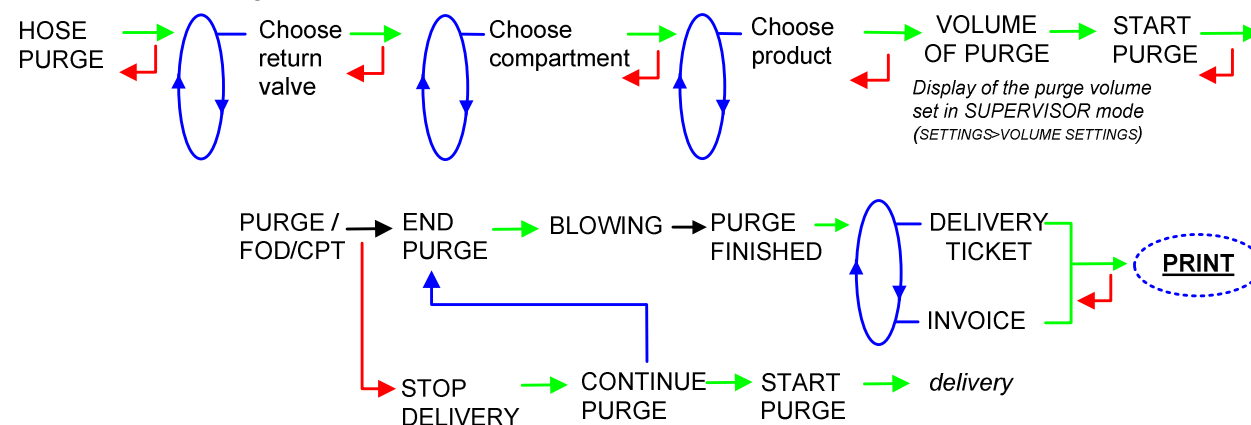 HOSE
PURGE
Choose
return
valve
Choose
compartment
Choose
product
VOLUME
OF PURGE
START
PURGE
Display of the purge volume
set in SUPERVISOR mode
(SETTINGS>VOLUME SETTINGS)
PURGE /
FOD/CPT
END
PURGE
BLOWING
PURGE
FINISHED
DELIVERY
TICKET
PRINT
INVOICE
STOP
DELIVERY
CONTINUE
PURGE
START
PURGE
delivery